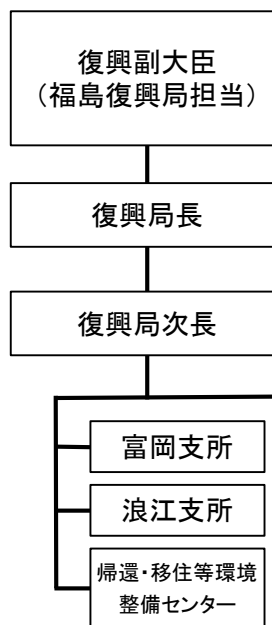 復興副大臣
（福島復興局担当）
復興局長
復興局次長
富岡支所
浪江支所
帰還・移住等環境
整備センター